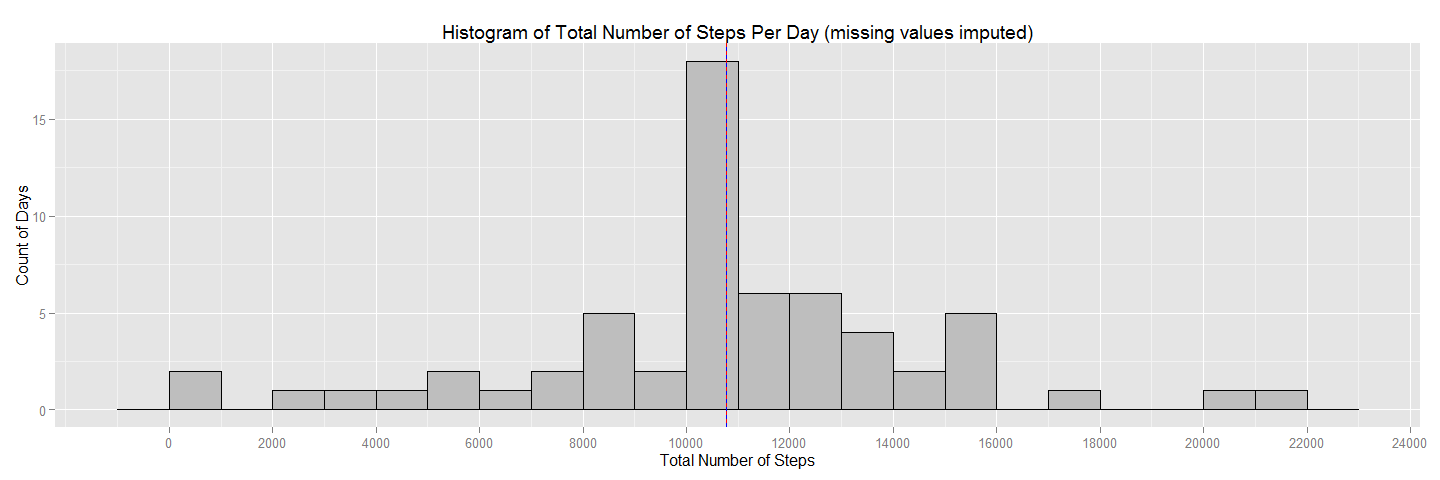 Histogram of Total Number of Steps Per Day (missing values imputed)
Count of Days
15
10
5
0
0 2000 4000 6000 8000 10000 12000 14000 16000 18000 20000 22000 24000
Total Number of Steps